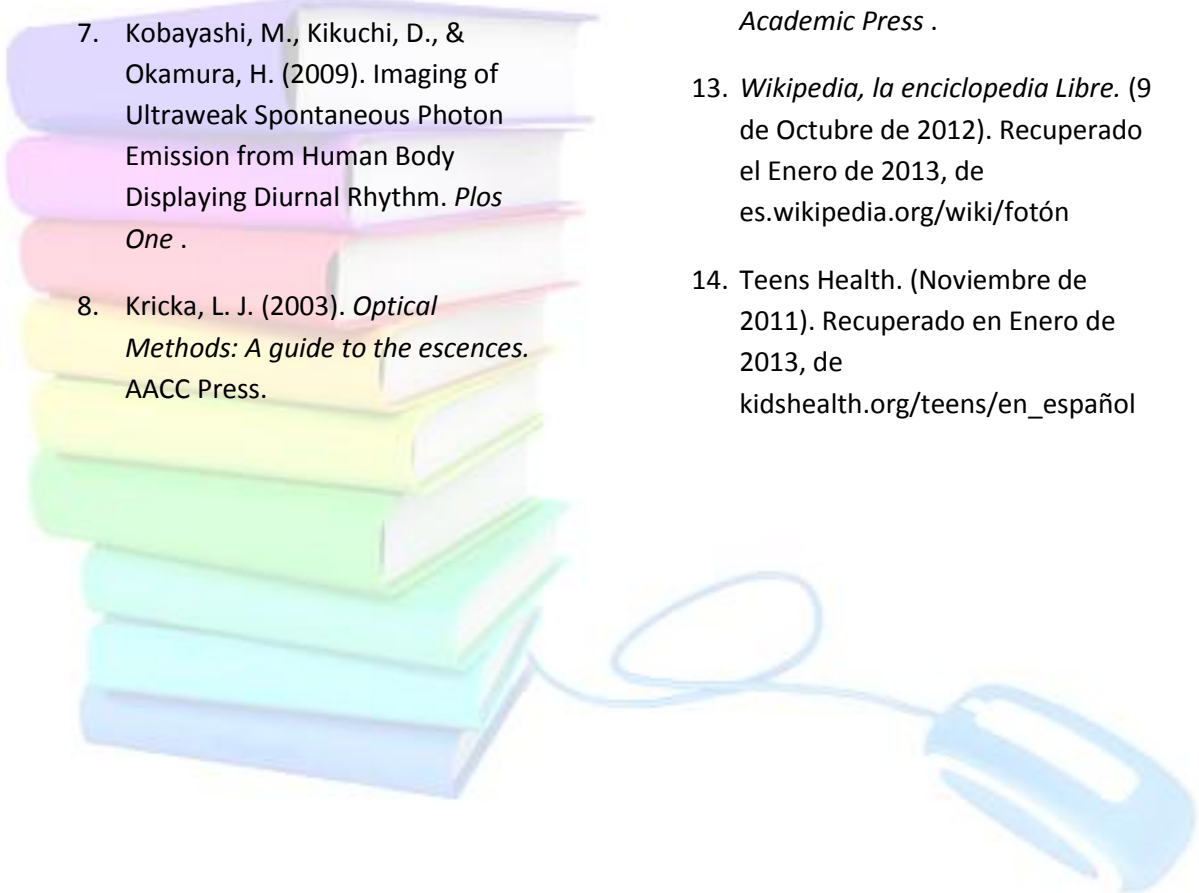 7. Kobayashi, M., Kikuchi, D., &
Okamura, H. (2009). Imaging of
Ultraweak Spontaneous Photon
Emission from Human Body
Displaying Diurnal Rhythm. Plos
One .
8. Kricka, L. J. (2003). Optical
Methods: A guide to the escences.
AACC Press.
Academic Press .
13. Wikipedia, la enciclopedia Libre. (9
de Octubre de 2012). Recuperado
el Enero de 2013, de
es.wikipedia.org/wiki/fotón
14. Teens Health. (Noviembre de
2011). Recuperado en Enero de
2013, de
kidshealth.org/teens/en_español